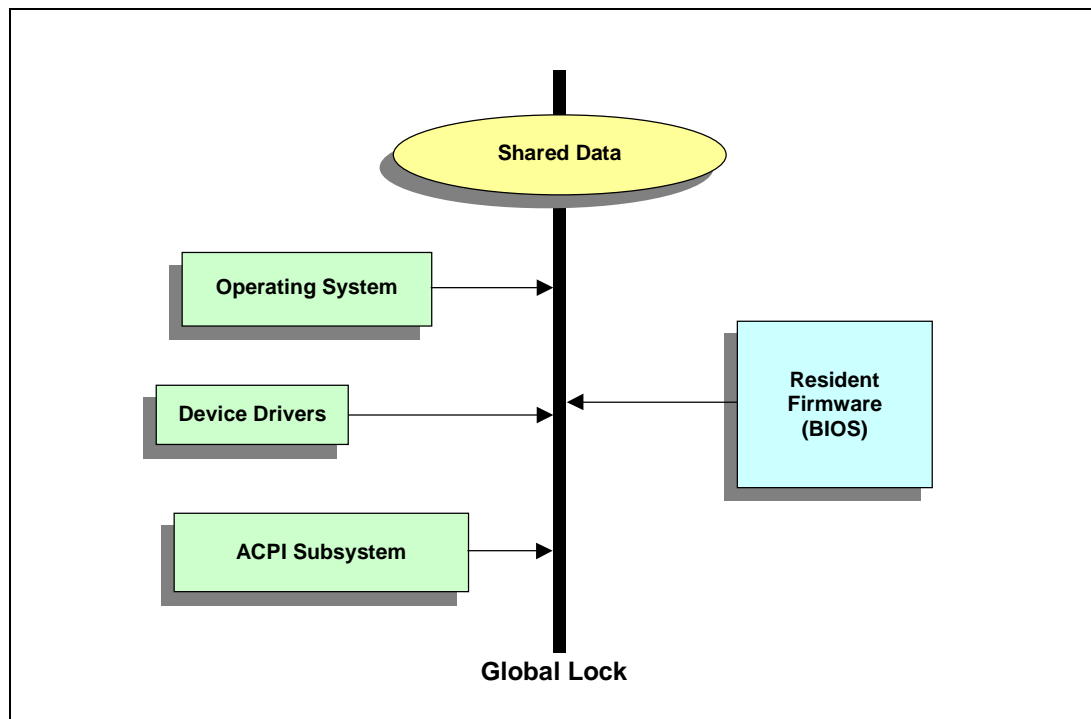 Shared Data
Operating System
Device Drivers
Resident
Firmware
(BIOS)
ACPI Subsystem
Global Lock